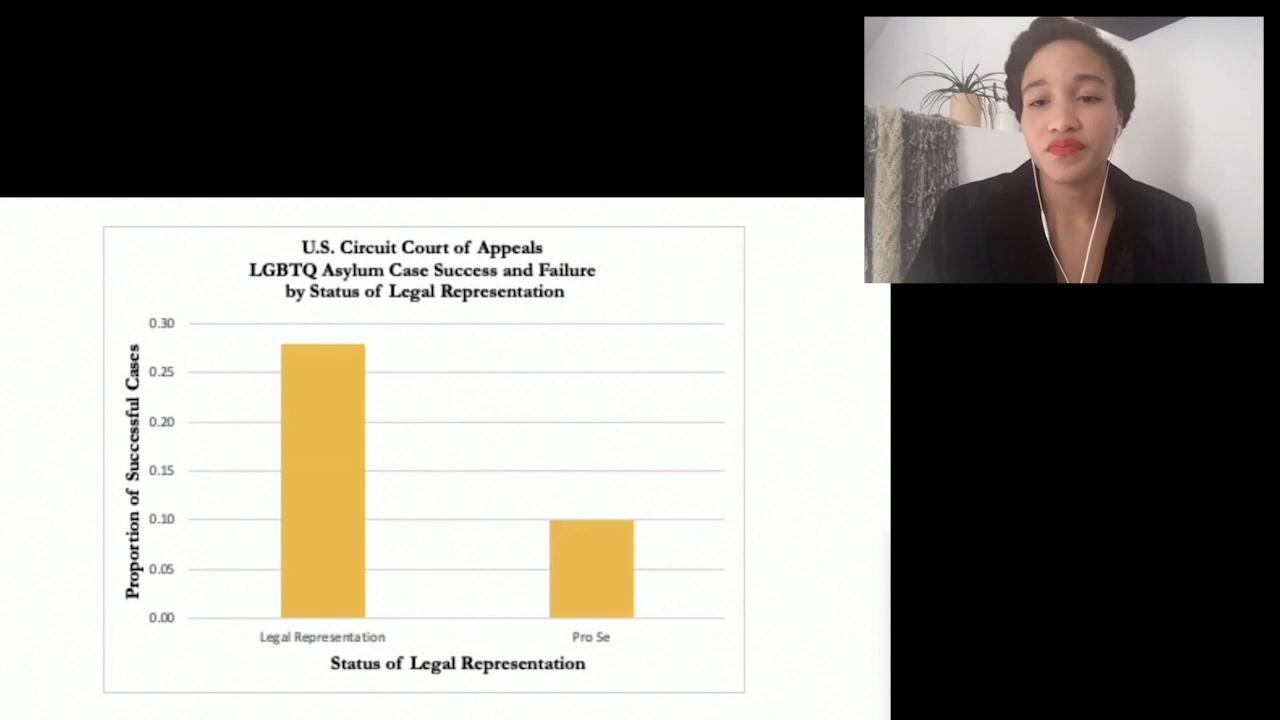 U.S. Circuit Court of Appeals
LGBTQ Asylum Case Success and Failure
by Status of Legal Representation
Proportion of Successful Cases
0.30
0.25
0.20
0.15
0.10
0.05
0.00
Legal Representation
Pro Se
Status of Legal Representation